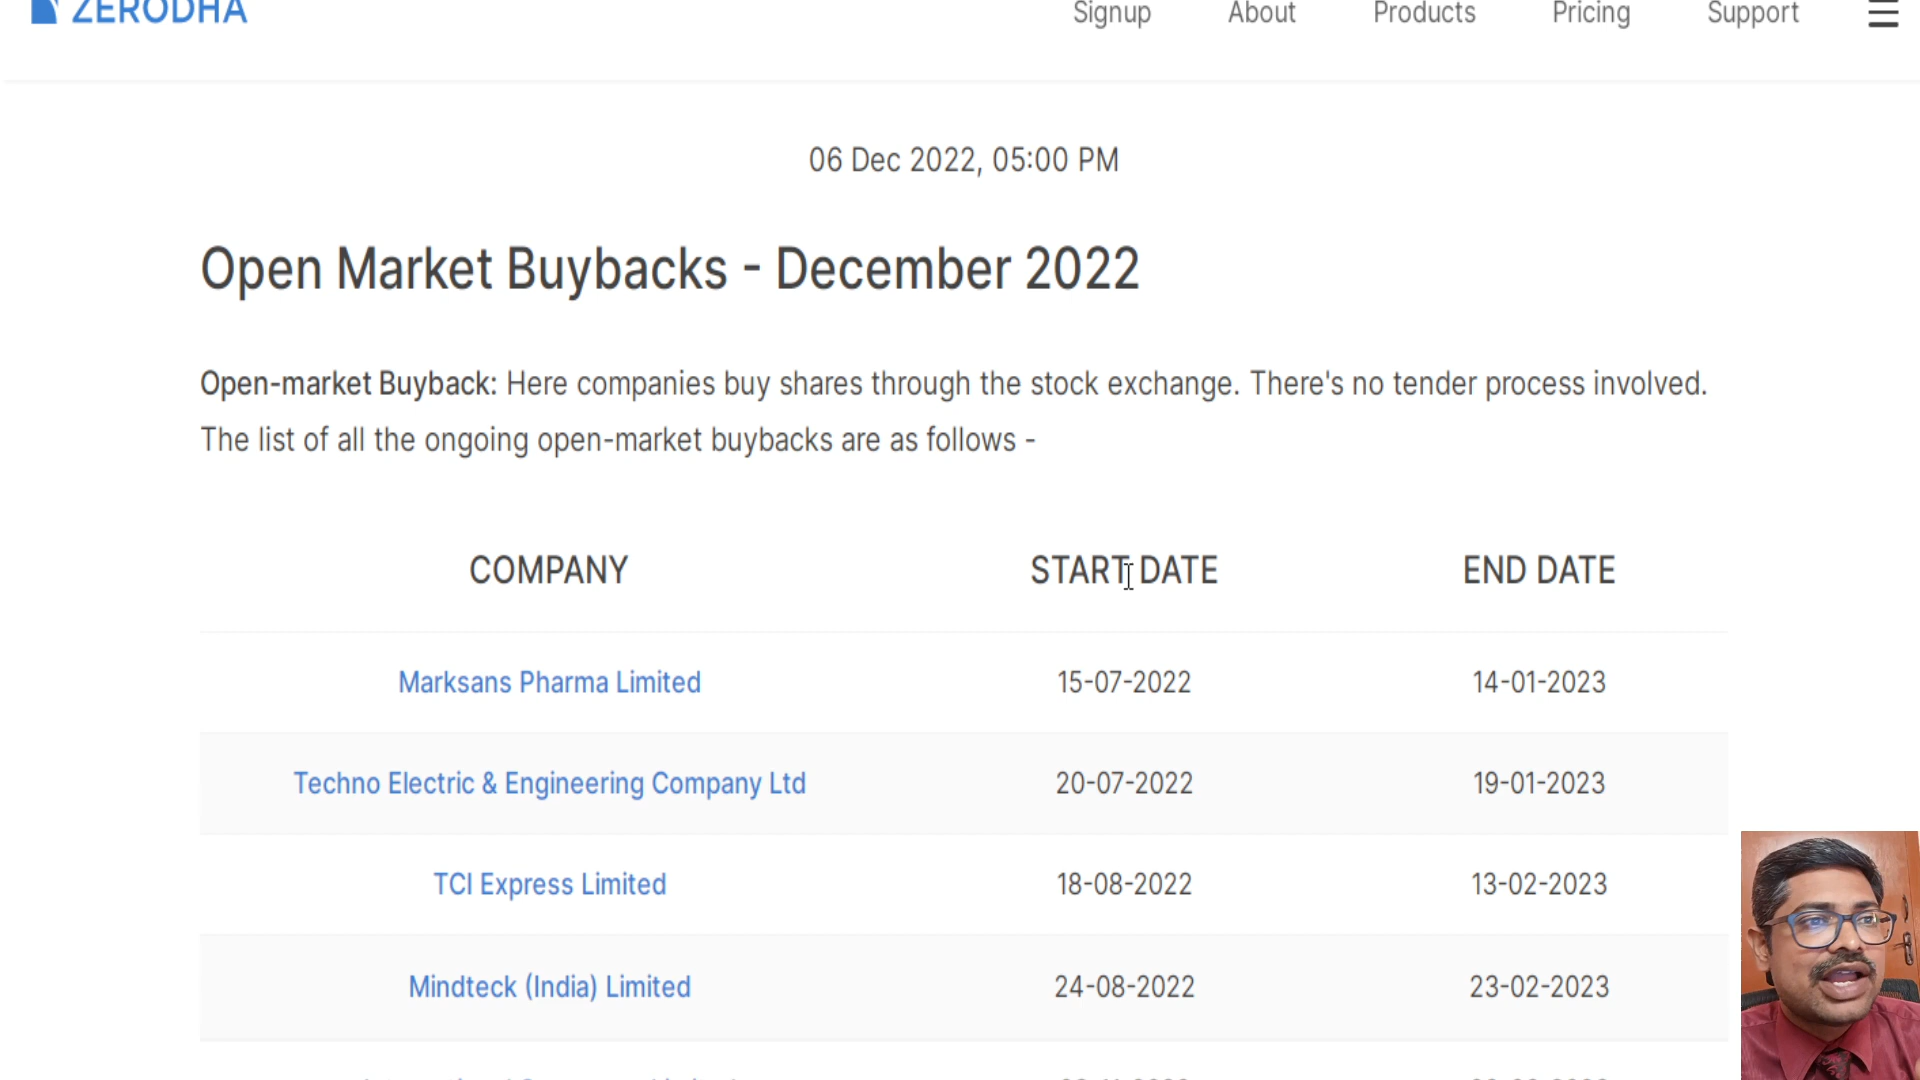 ZERODHA
Signup About Products Pricing Support
06 Dec 2022, 05:00 PM
Open Market Buybacks - December 2022
Open-market Buyback: Here companies buy shares through the stock exchange. There's no tender process involved.
The list of all the ongoing open-market buybacks are as follows -
COMPANY START DATE END DATE
Marksans Pharma Limited 15-07-2022 14-01-2023
Techno Electric & Engineering Company Ltd 20-07-2022 19-01-2023
TCI Express Limited 18-08-2022 13-02-2023
Mindteck (India) Limited 24-08-2022 23-02-2023